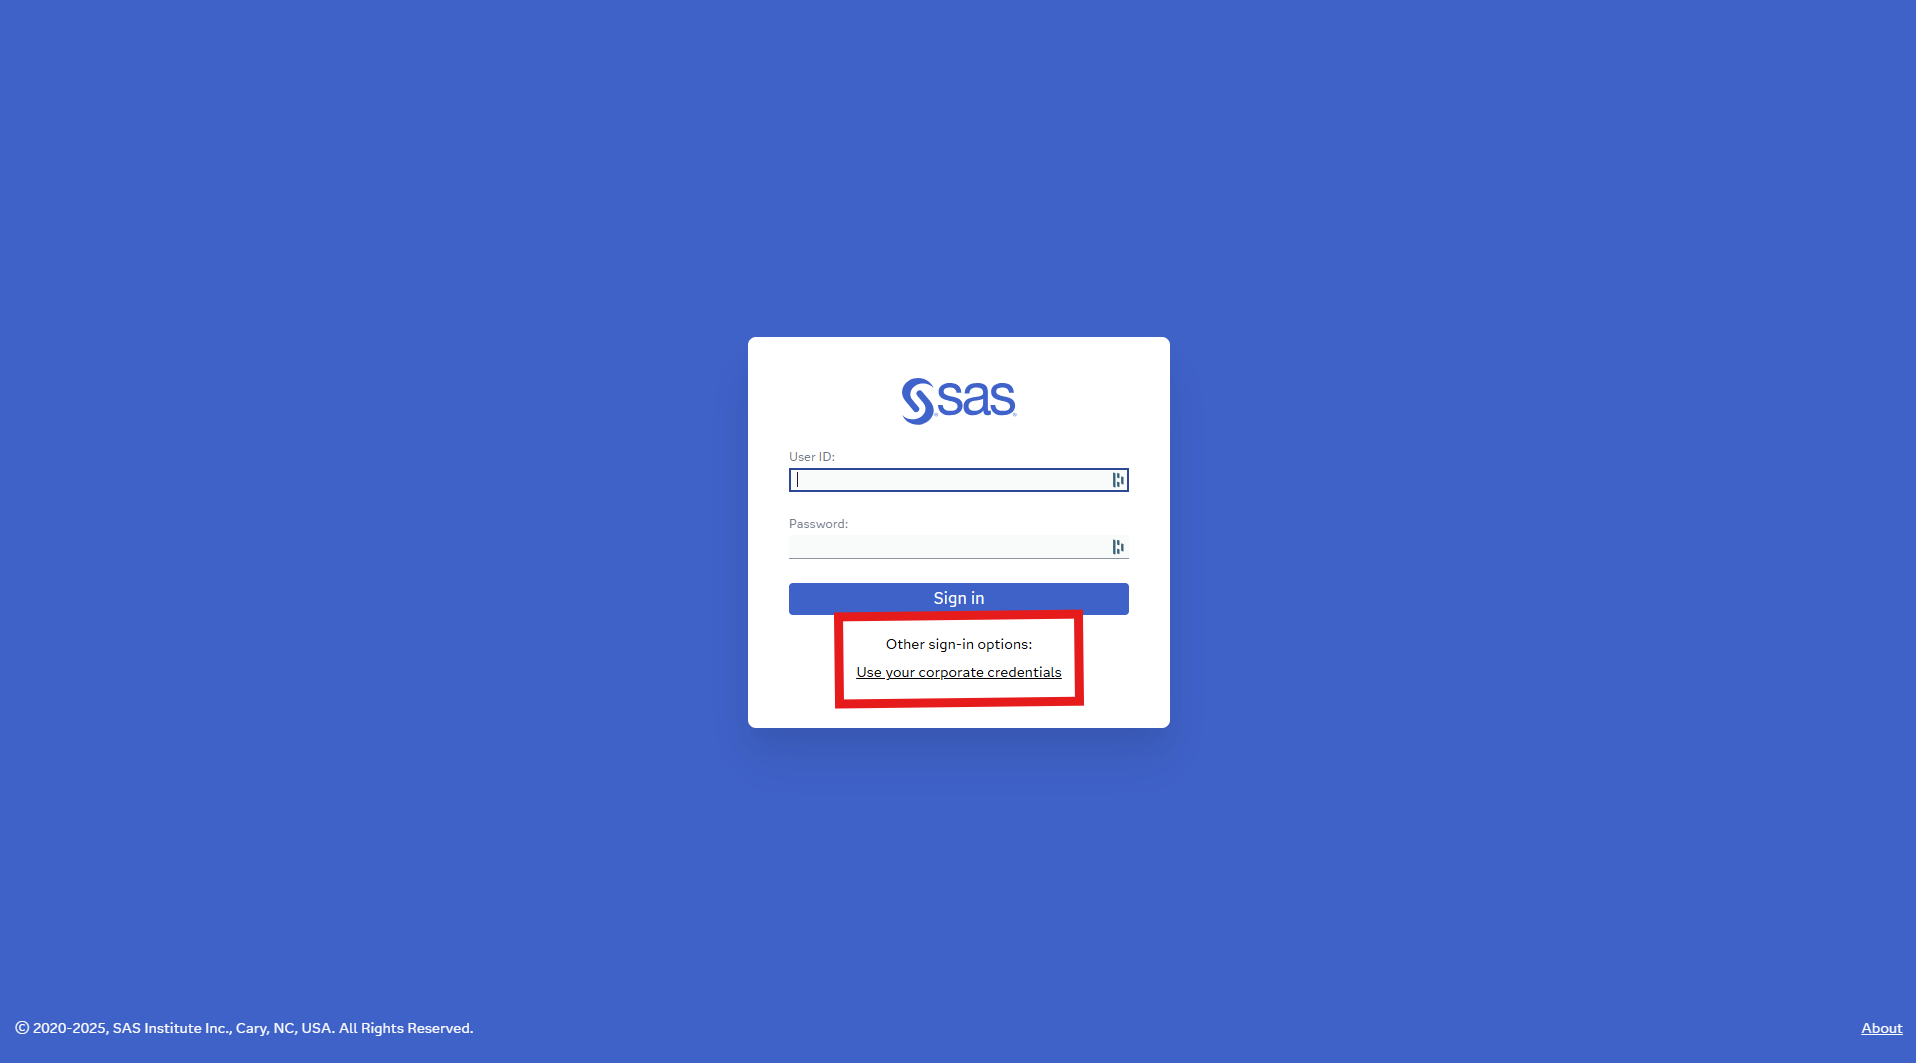 sas
User ID:
Password:
Sign in
Other sign-in options:
Use your corporate credentials
© 2020-2025, SAS Institute Inc., Cary, NC, USA. All Rights Reserved.
About